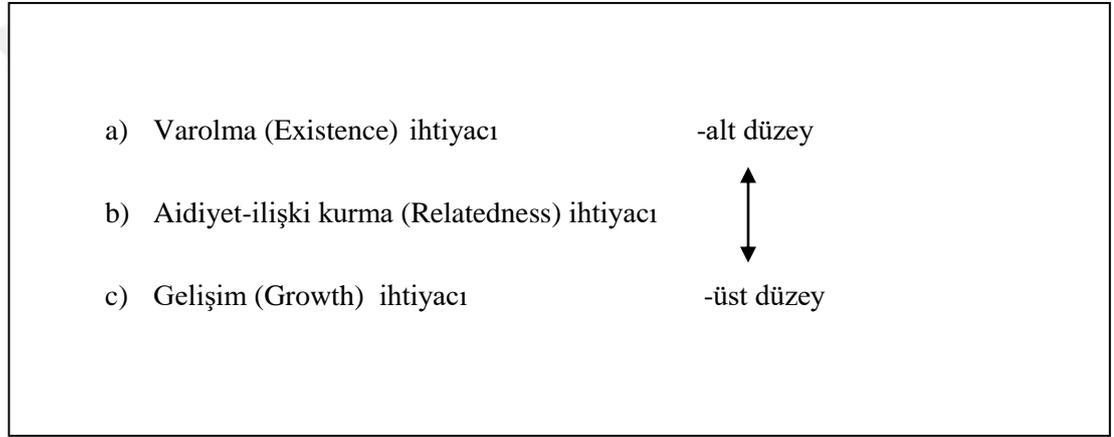 a) Varolma (Existence) ihtiyacı -alt düzey
b) Aidiyet-ilişki kurma (Relatedness) ihtiyacı
c) Gelişim (Growth) ihtiyacı -üst düzey